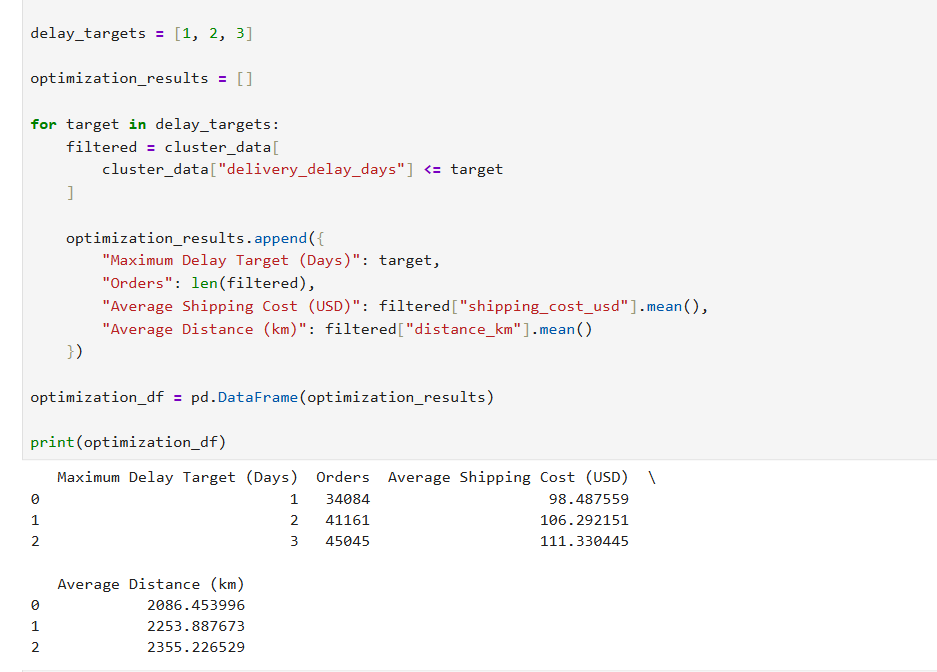 delay_targets = [1, 2, 3]
optimization_results = []
for target in delay_targets:
    filtered = cluster_data[
        cluster_data["delivery_delay_days"] <= target
    ]
    optimization_results.append({
        "Maximum Delay Target (Days)": target,
        "Orders": len(filtered),
        "Average Shipping Cost (USD)": filtered["shipping_cost_usd"].mean(),
        "Average Distance (km)": filtered["distance_km"].mean()
    })
optimization_df = pd.DataFrame(optimization_results)
print(optimization_df)
   Maximum Delay Target (Days)  Orders  Average Shipping Cost (USD)  \
0                            1   34084                    98.487559
1                            2   41161                   106.292151
2                            3   45045                   111.330445
   Average Distance (km)
0            2086.453996
1            2253.887673
2            2355.226529